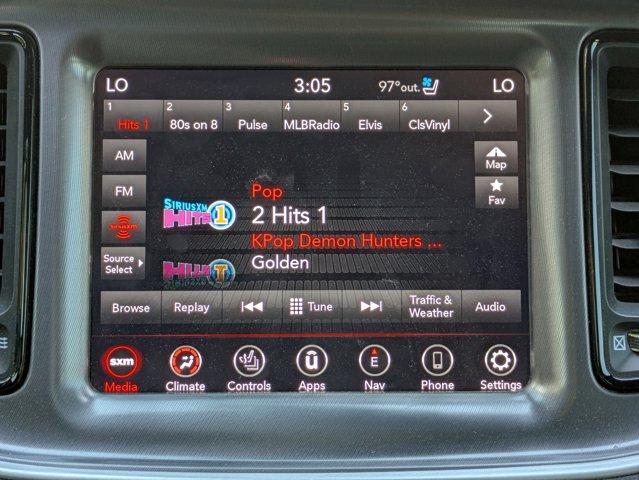 LO 3:05 97°out. LO
1 2 3 4 5 6
Hits 1 80s on 8 Pulse MLBRadio Elvis ClsVinyl
AM
Map
FM
Fav
Pop
SIRIUSXM
HITS 1
2 Hits 1
siriusxm
KPop Demon Hunters ...
Source
Select
Golden
Browse Replay Tune Traffic &
Weather Audio
sxm E
Media Climate Controls Apps Nav Phone Settings